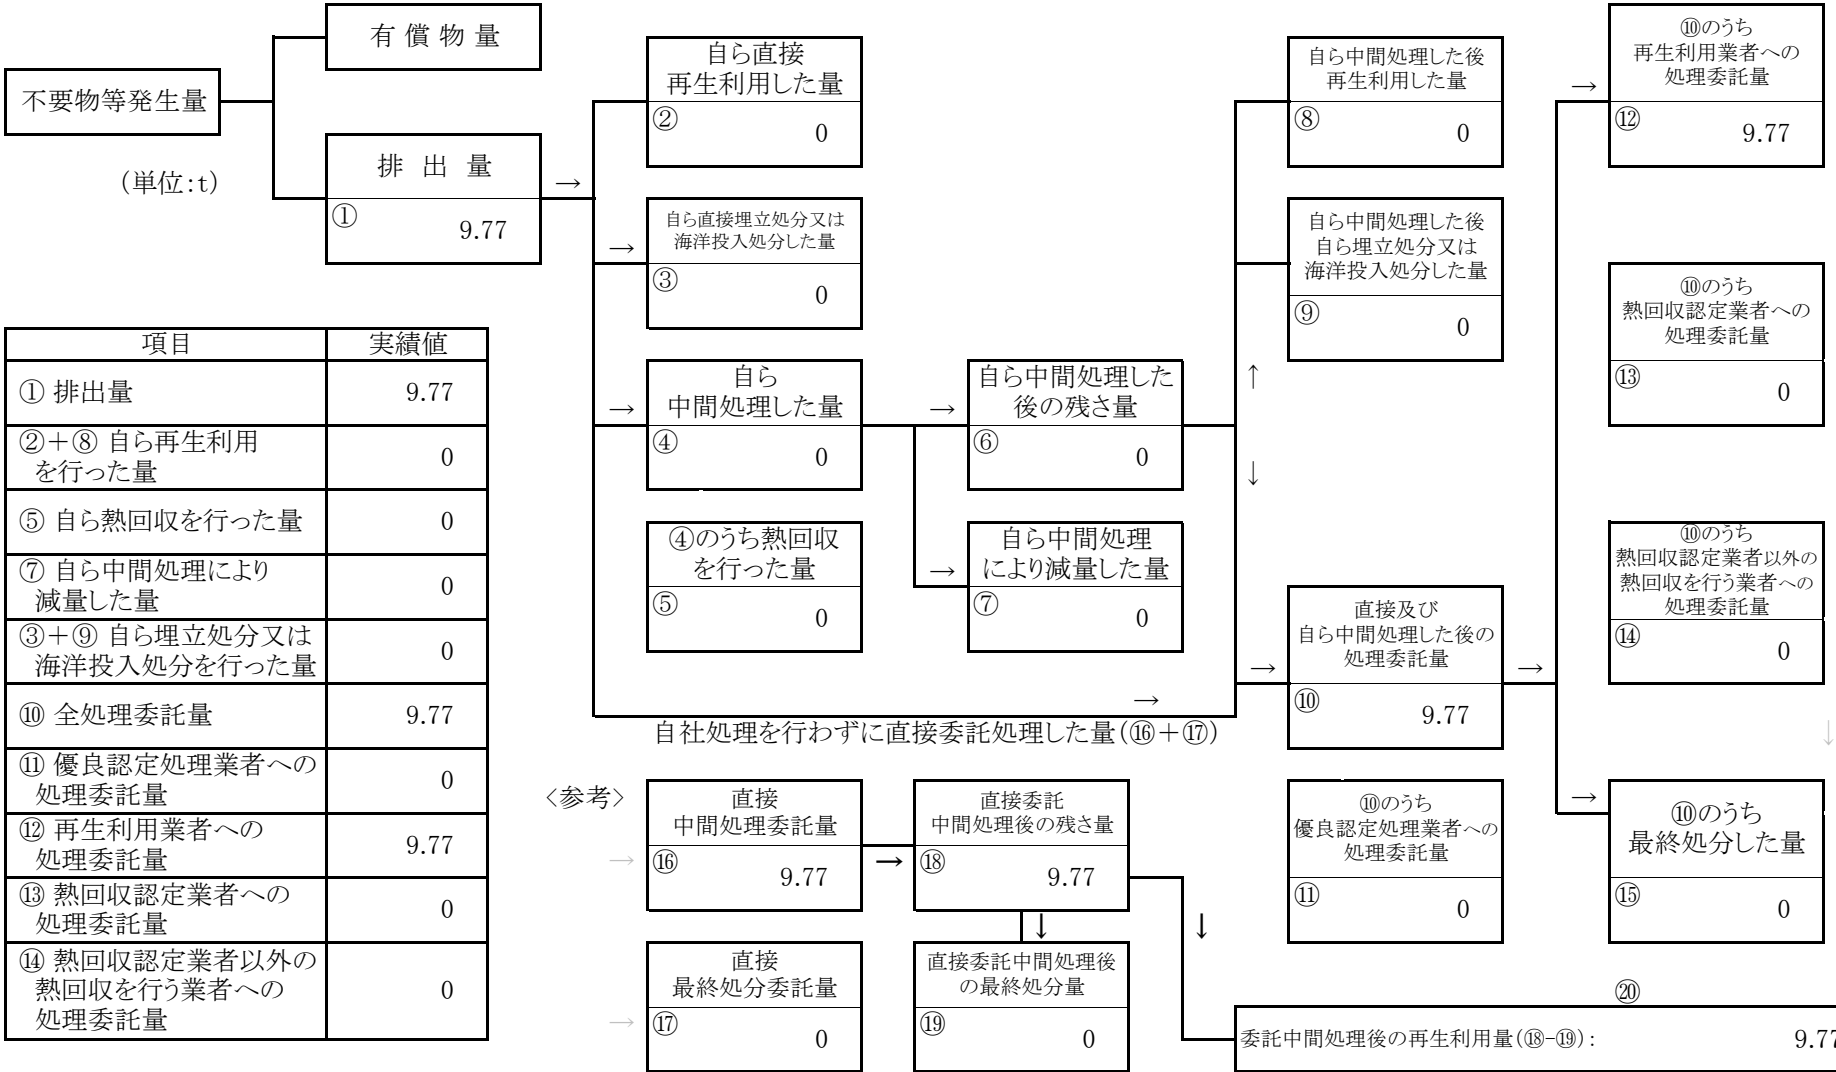 有 償 物 量
不要物等発生量
(単位:t)
排 出 量
① 9.77
自ら直接
再生利用した量
② 0
→
自ら直接埋立処分又は
海洋投入処分した量
→
③ 0
自ら
中間処理した量
→
④ 0
④のうち熱回収
を行った量
⑤ 0
自ら中間処理した
後の残さ量
→
⑥ 0
自ら中間処理
により減量した量
→
⑦ 0
自ら中間処理した後
再生利用した量
⑧ 0
自ら中間処理した後
自ら埋立処分又は
海洋投入処分した量
⑨ 0
↑
↓
直接及び
自ら中間処理した後の
処理委託量
→
⑩ 9.77
→
自社処理を行わずに直接委託処理した量(⑯+⑰)
⑩のうち
優良認定処理業者への
処理委託量
⑪ 0
→
⑩のうち
再生利用業者への
処理委託量
→
⑫ 9.77
⑩のうち
熱回収認定業者への
処理委託量
⑬ 0
⑩のうち
熱回収認定業者以外の
熱回収を行う業者への
処理委託量
⑭ 0
↓
⑩のうち
最終処分した量
→
⑮ 0
項目 実績値
① 排出量 9.77
②+⑧ 自ら再生利用
を行った量 0
⑤ 自ら熱回収を行った量 0
⑦ 自ら中間処理により
減量した量 0
③+⑨ 自ら埋立処分又は
海洋投入処分を行った量 0
⑩ 全処理委託量 9.77
⑪ 優良認定処理業者への
処理委託量 0
⑫ 再生利用業者への
処理委託量 9.77
⑬ 熱回収認定業者への
処理委託量 0
⑭ 熱回収認定業者以外の
熱回収を行う業者への
処理委託量 0
〈参考〉
直接
中間処理委託量
→
⑯ 9.77
→
直接委託
中間処理後の残さ量
⑱ 9.77
↓
↓
直接
最終処分委託量
→
⑰ 0
直接委託中間処理後
の最終処分量
⑲ 0
⑳
委託中間処理後の再生利用量(⑱-⑲): 9.77